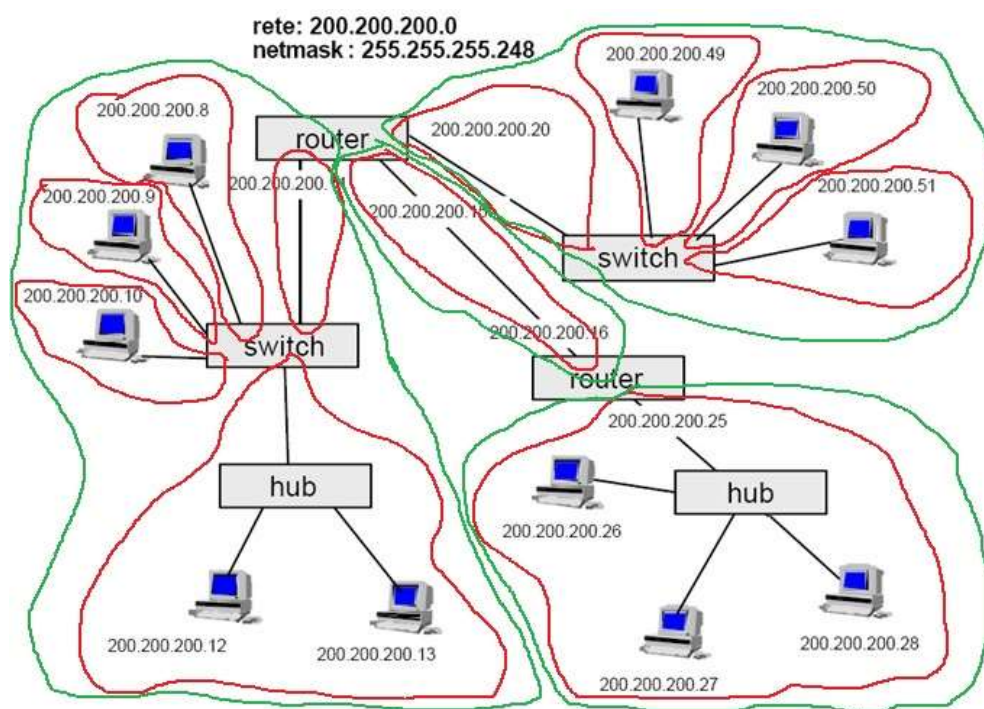 rete: 200.200.200.0
netmask : 255.255.255.248
200.200.200.49
200.200.200.8
200.200.200.50
router
200.200.200.20
200.200.200.51
200.200.200.9
switch
200.200.200.10
200.200.200.16
switch
router
200.200.200.25
hub
hub
200.200.200.26
200.200.200.12
200.200.200.13
200.200.200.28
200.200.200.27